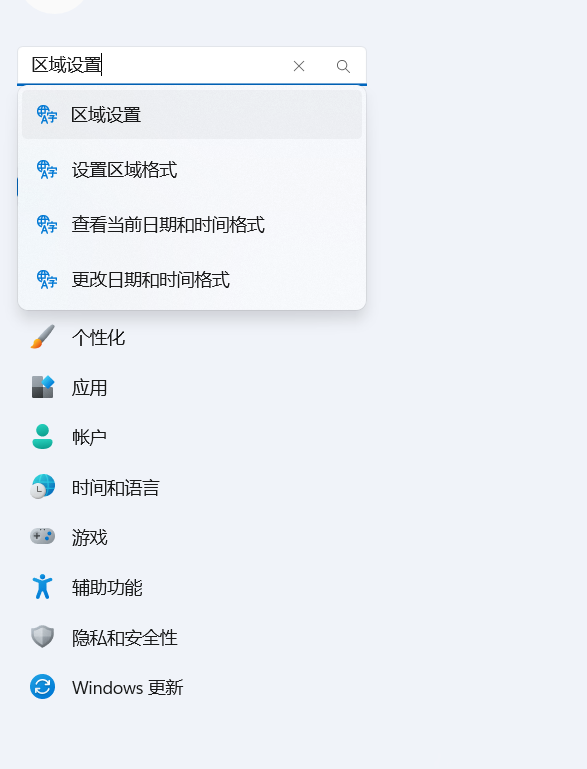 区域设置
区域设置
设置区域格式
查看当前日期和时间格式
更改日期和时间格式
个性化
应用
帐户
时间和语言
游戏
辅助功能
隐私和安全性
Windows 更新